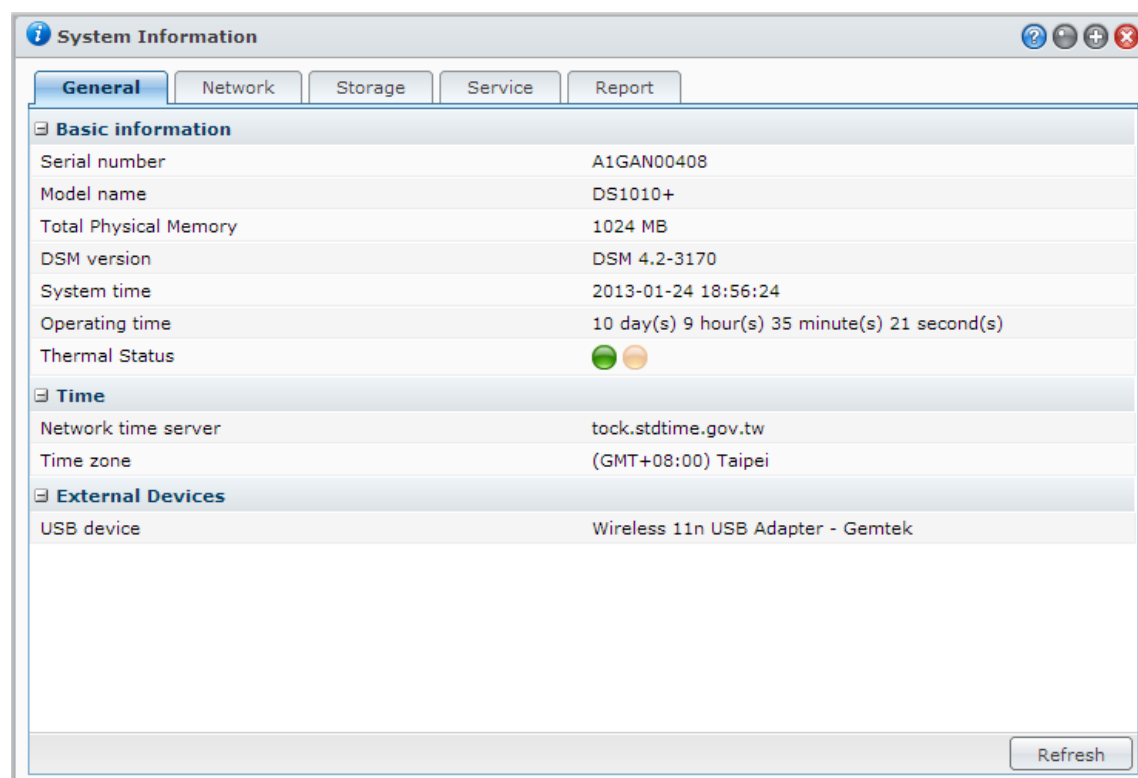 System Information
General Network Storage Service Report
Basic information
Serial number A1GAN00408
Model name DS1010+
Total Physical Memory 1024 MB
DSM version DSM 4.2-3170
System time 2013-01-24 18:56:24
Operating time 10 day(s) 9 hour(s) 35 minute(s) 21 second(s)
Thermal Status
Time
Network time server tock.stdtime.gov.tw
Time zone (GMT+08:00) Taipei
External Devices
USB device Wireless 11n USB Adapter - Gemtek
Refresh